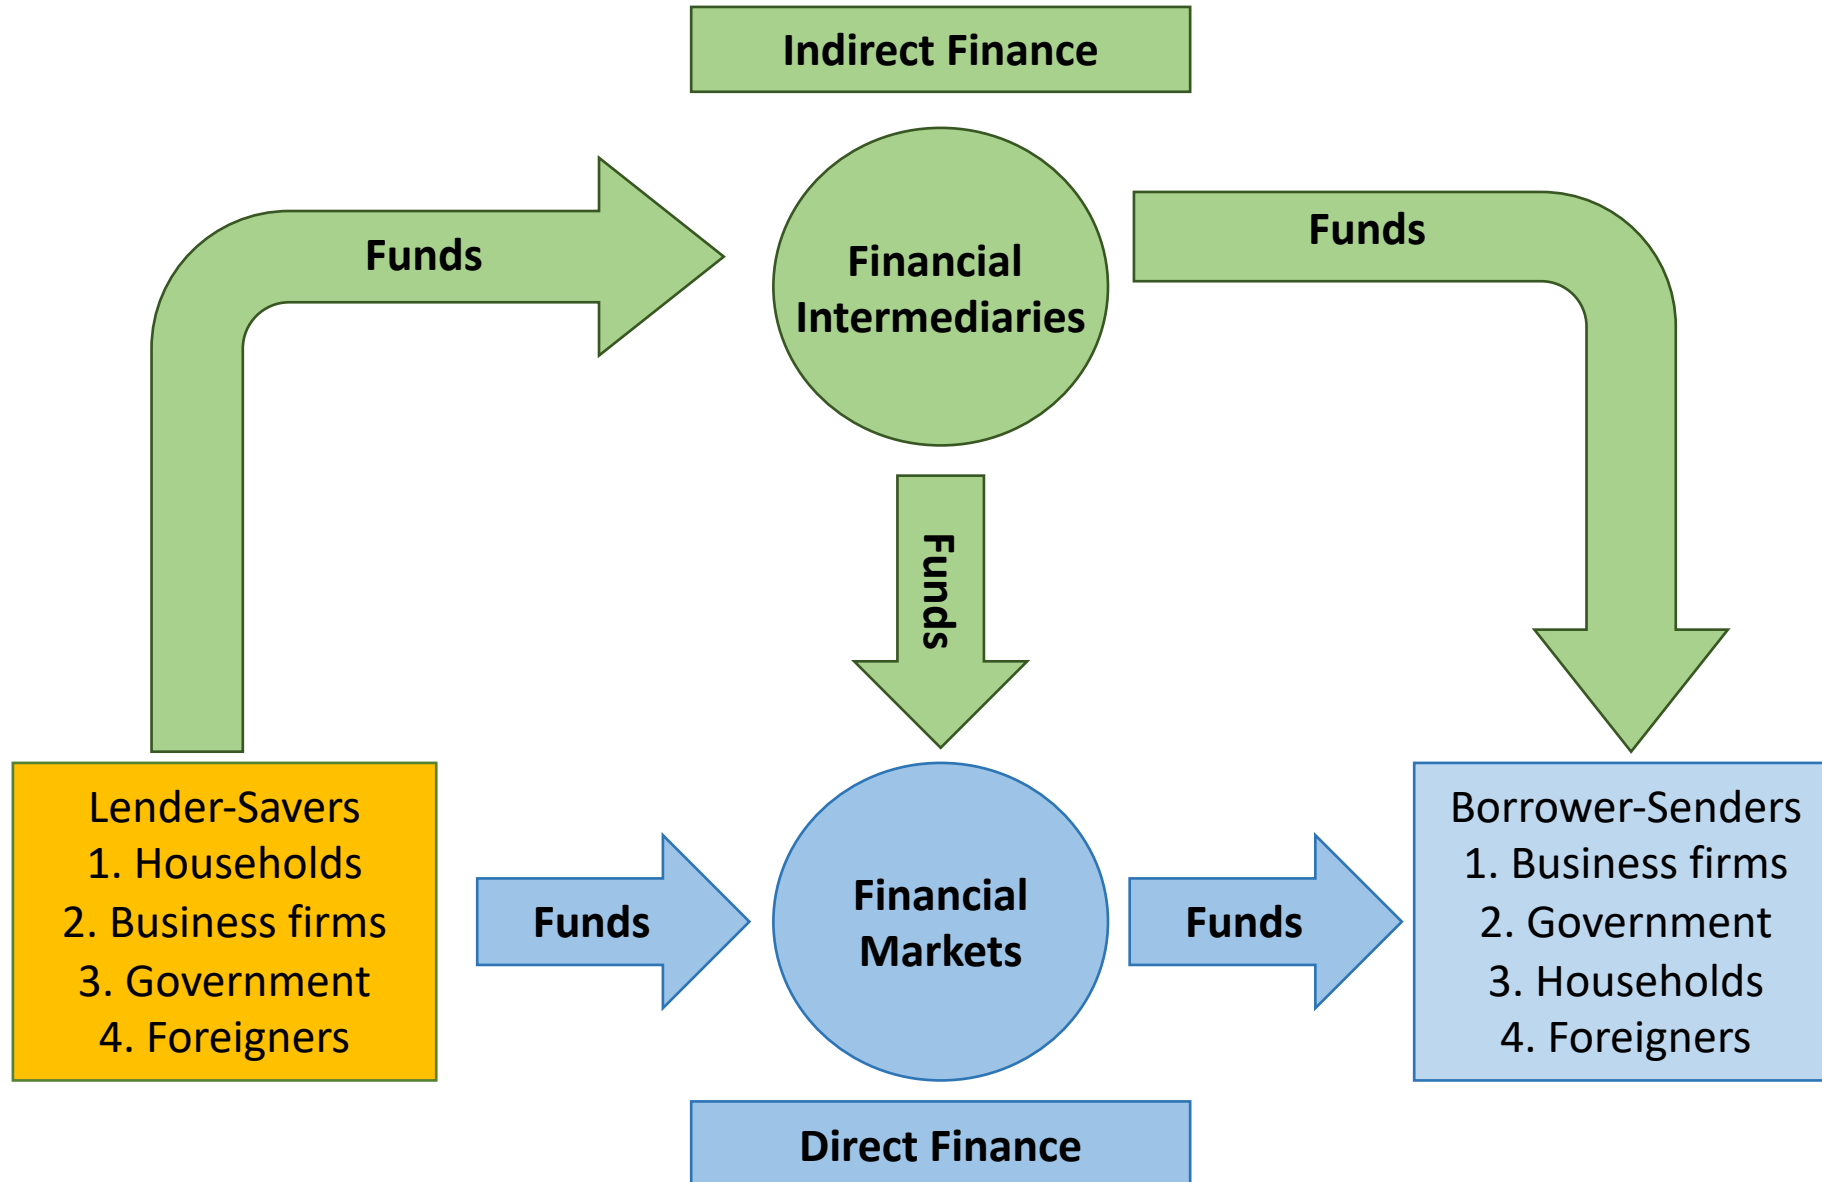 Indirect Finance
Funds
Financial
Intermediaries
Funds
Funds
Lender-Savers
1. Households
2. Business firms
3. Government
4. Foreigners
Funds
Financial
Markets
Funds
Borrower-Senders
1. Business firms
2. Government
3. Households
4. Foreigners
Direct Finance